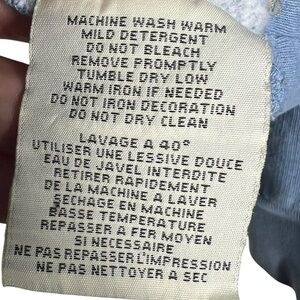 MACHINE WASH WARM
MILD DETERGENT
DO NOT BLEACH
REMOVE PROMPTLY
TUMBLE DRY LOW
WARM IRON IF NEEDED
DO NOT IRON DECORATION
DO NOT DRY CLEAN
LAVAGE A 40°
UTILISER UNE LESSIVE DOUCE
EAU DE JAVEL INTERDITE
RETIRER RAPIDEMENT
DE LA MACHINE A LAVER
SECHAGE EN MACHINE
BASSE TEMPERATURE
REPASSER A FER MOYEN
SI NECESSAIRE
NE PAS REPASSER L'IMPRESSION
NE PAS NETTOYER A SEC